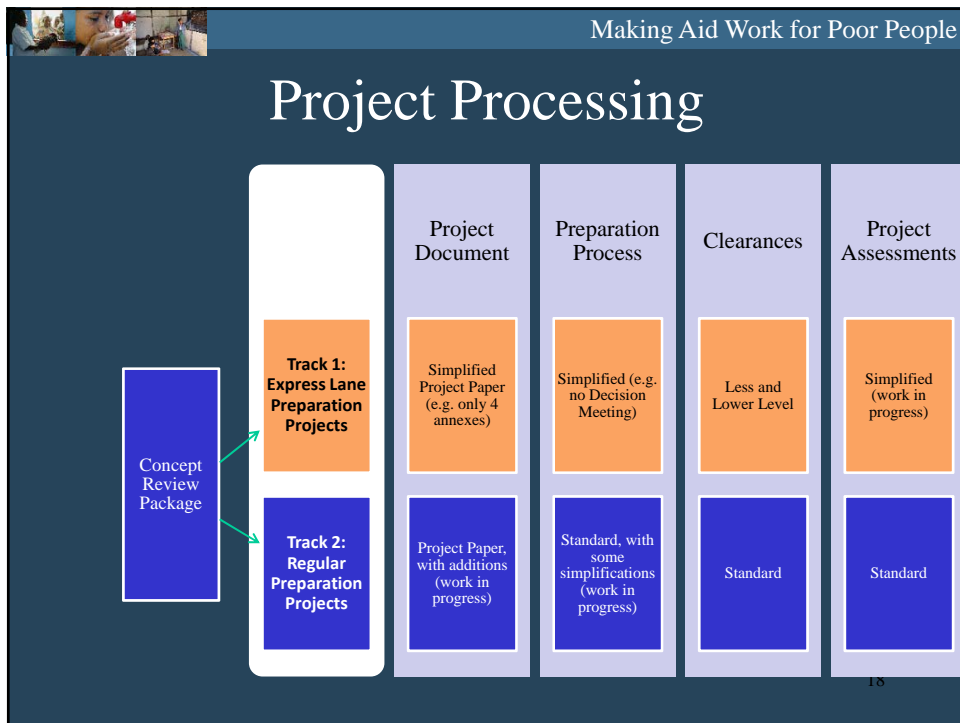 Making Aid Work for Poor People
Project Processing
Project
Document
Preparation
Process
Clearances
Project
Assessments
Concept
Review
Package
Track 1:
Express Lane
Preparation
Projects
Simplified
Project Paper
(e.g. only 4
annexes)
Simplified (e.g.
no Decision
Meeting)
Less and
Lower Level
Simplified
(work in
progress)
Track 2:
Regular
Preparation
Projects
Project Paper,
with additions
(work in
progress)
Standard, with
some
simplifications
(work in
progress)
Standard
Standard
18